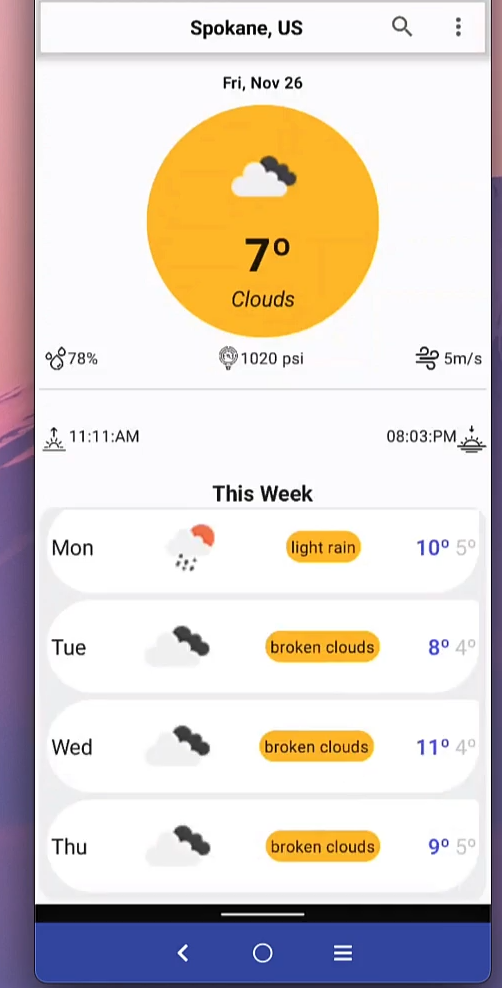 Spokane, US
Fri, Nov 26
7°
Clouds
78% 1020 psi 5m/s
11:11:AM 08:03:PM
This Week
Mon light rain 10° 5°
Tue broken clouds 8° 4°
Wed broken clouds 11° 4°
Thu broken clouds 9° 5°